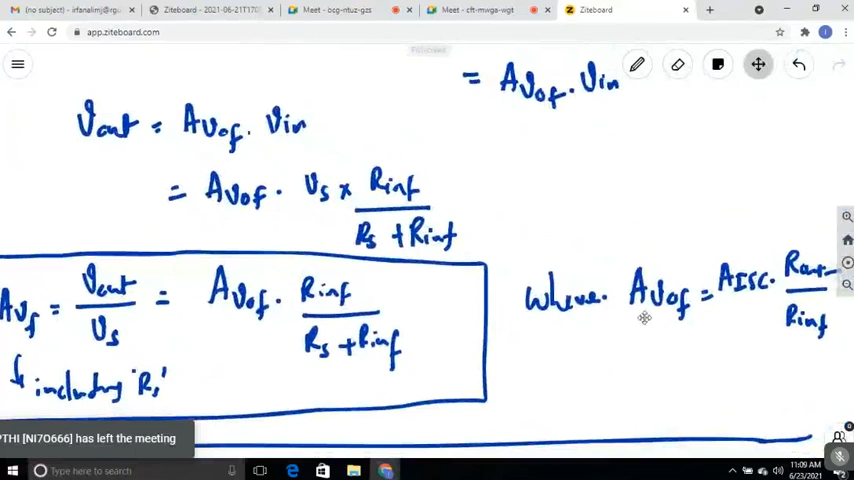 (no subject) - irfanalimj@rgu
Ziteboard - 2021-06-21T170
Meet - ocg-ntuz-gzs
Meet - cft-mwga-wgt
Ziteboard
app.ziteboard.com
= Avof . Vin
Vout = Avof . Vin
= Avof . Vs x Rinf / Rs + Rinf
Avf = Vout / Vs = Avof . Rinf / Rs + Rinf
where. Avof = AISC .
Rinf
↳ including 'Rs'
PTHI [NI7O666] has left the meeting
Type here to search
11:09 AM
6/23/2021